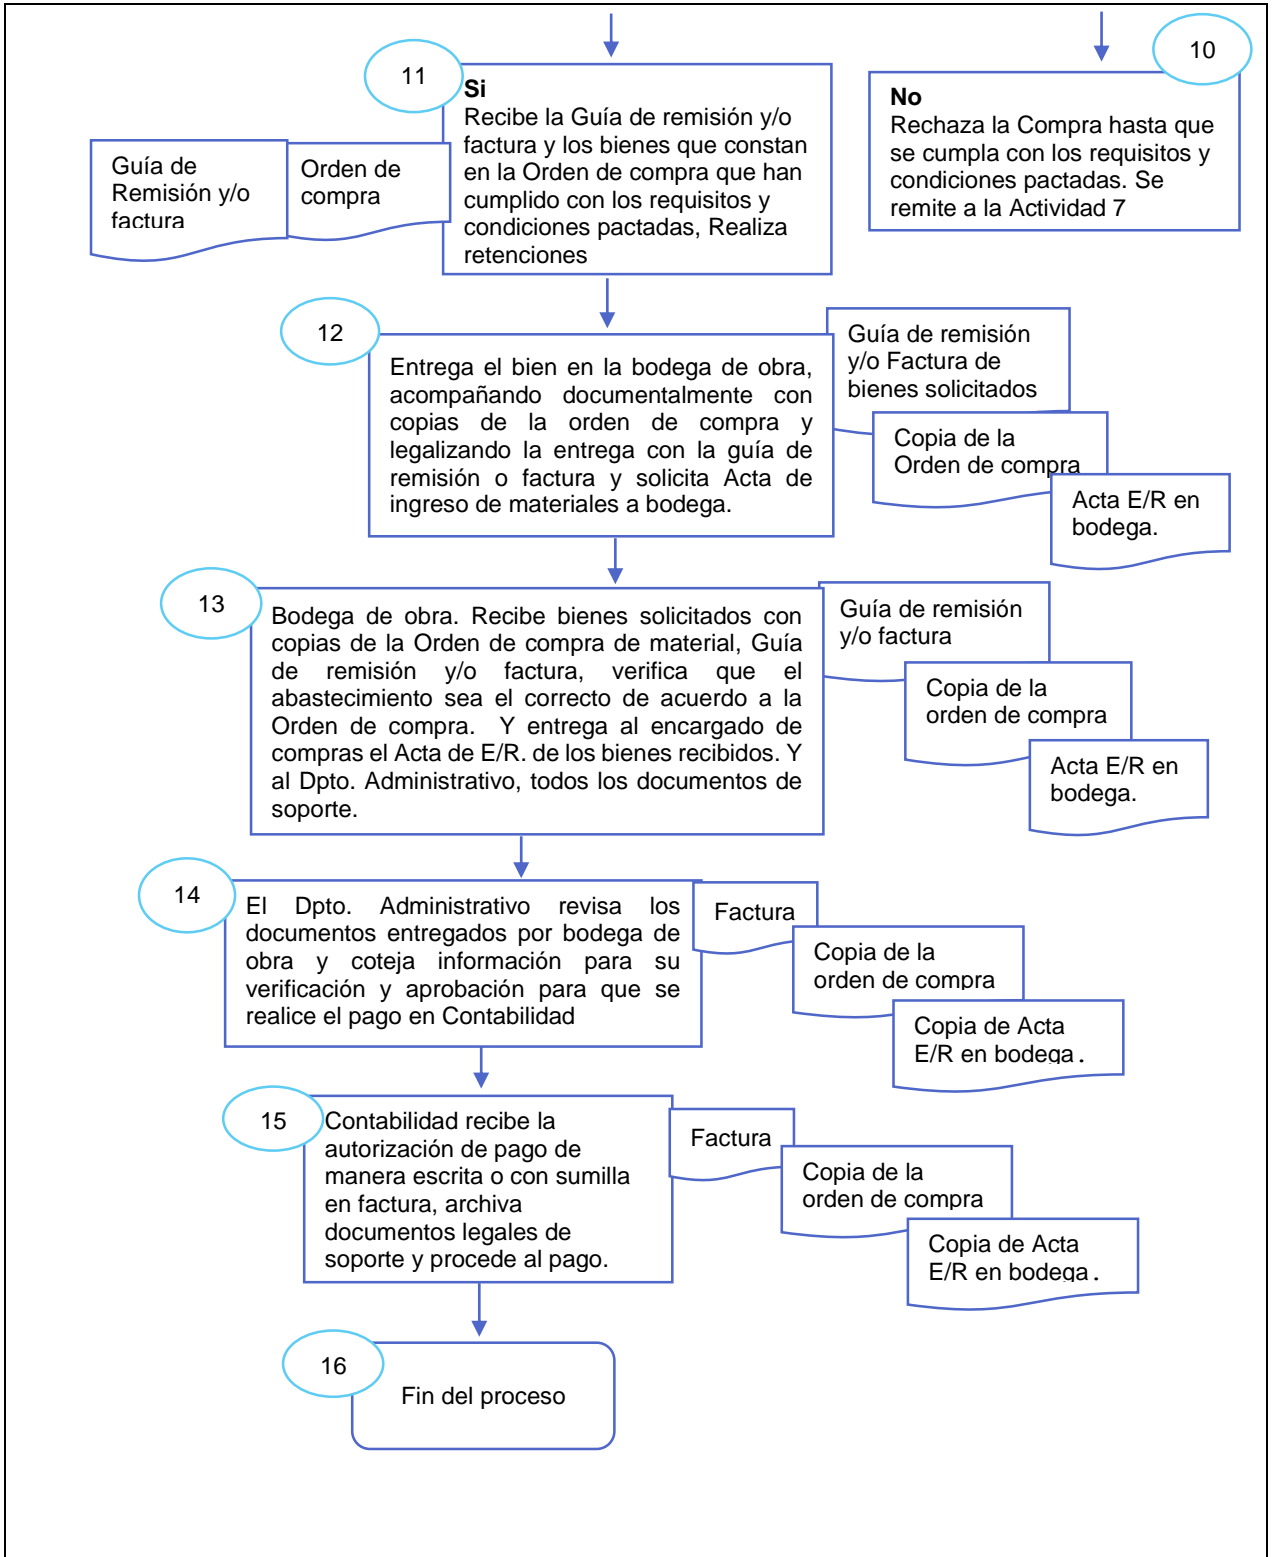 11
Si
Recibe la Guía de remisión y/o
factura y los bienes que constan
en la Orden de compra que han
cumplido con los requisitos y
condiciones pactadas, Realiza
retenciones
10
No
Rechaza la Compra hasta que
se cumpla con los requisitos y
condiciones pactadas. Se
remite a la Actividad 7
Guía de
Remisión y/o
factura
Orden de
compra
12
Entrega el bien en la bodega de obra,
acompañando documentalmente con
copias de la orden de compra y
legalizando la entrega con la guía de
remisión o factura y solicita Acta de
ingreso de materiales a bodega.
Guía de remisión
y/o Factura de
bienes solicitados
Copia de la
Orden de compra
Acta E/R en
bodega.
13
Bodega de obra. Recibe bienes solicitados con
copias de la Orden de compra de material, Guía
de remisión y/o factura, verifica que el
abastecimiento sea el correcto de acuerdo a la
Orden de compra. Y entrega al encargado de
compras el Acta de E/R. de los bienes recibidos. Y
al Dpto. Administrativo, todos los documentos de
soporte.
Guía de remisión
y/o factura
Copia de la
orden de compra
Acta E/R en
bodega.
14
El Dpto. Administrativo revisa los
documentos entregados por bodega de
obra y coteja información para su
verificación y aprobación para que se
realice el pago en Contabilidad
Factura
Copia de la
orden de compra
Copia de Acta
E/R en bodega.
15
Contabilidad recibe la
autorización de pago de
manera escrita o con sumilla
en factura, archiva
documentos legales de
soporte y procede al pago.
Factura
Copia de la
orden de compra
Copia de Acta
E/R en bodega.
16
Fin del proceso